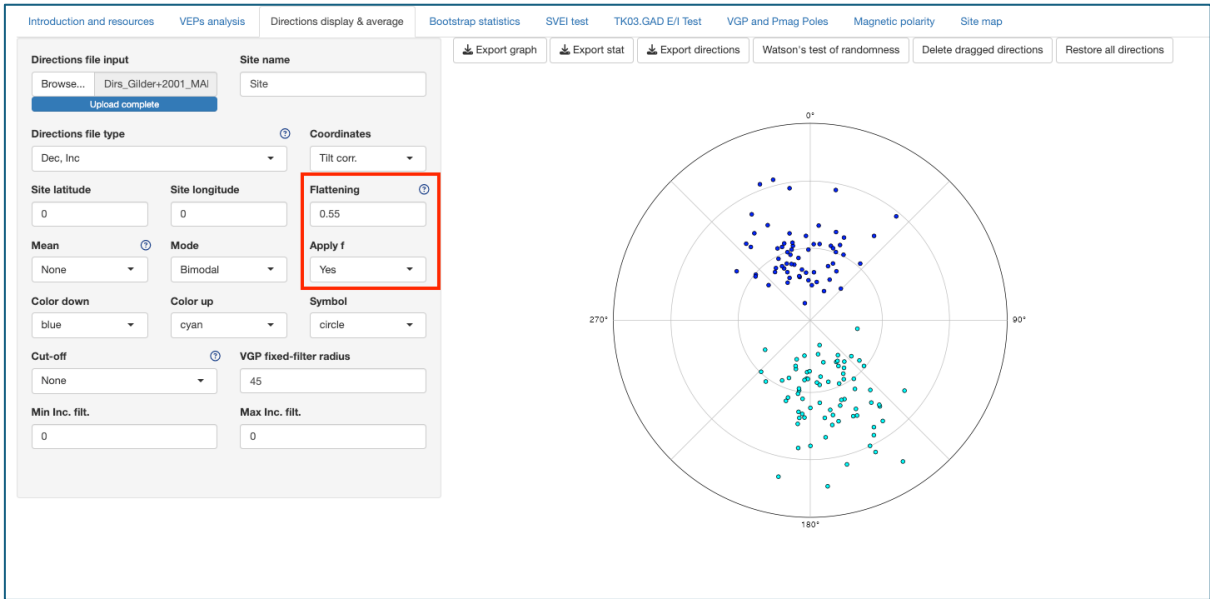 Introduction and resources VEPs analysis Directions display & average Bootstrap statistics SVEI test TK03.GAD E/I Test VGP and Pmag Poles Magnetic polarity Site map
Export graph Export stat Export directions Watson's test of randomness Delete dragged directions Restore all directions
Directions file input Site name
Browse... Dirs_Gilder+2001_MAI Site
Upload complete
Directions file type ? Coordinates
Dec, Inc Tilt corr.
Site latitude Site longitude Flattening ?
0 0 0.55
Mean ? Mode Apply f
None Bimodal Yes
Color down Color up Symbol
blue cyan circle
Cut-off ? VGP fixed-filter radius
None 45
Min Inc. filt. Max Inc. filt.
0 0
0°
270° 90°
180°